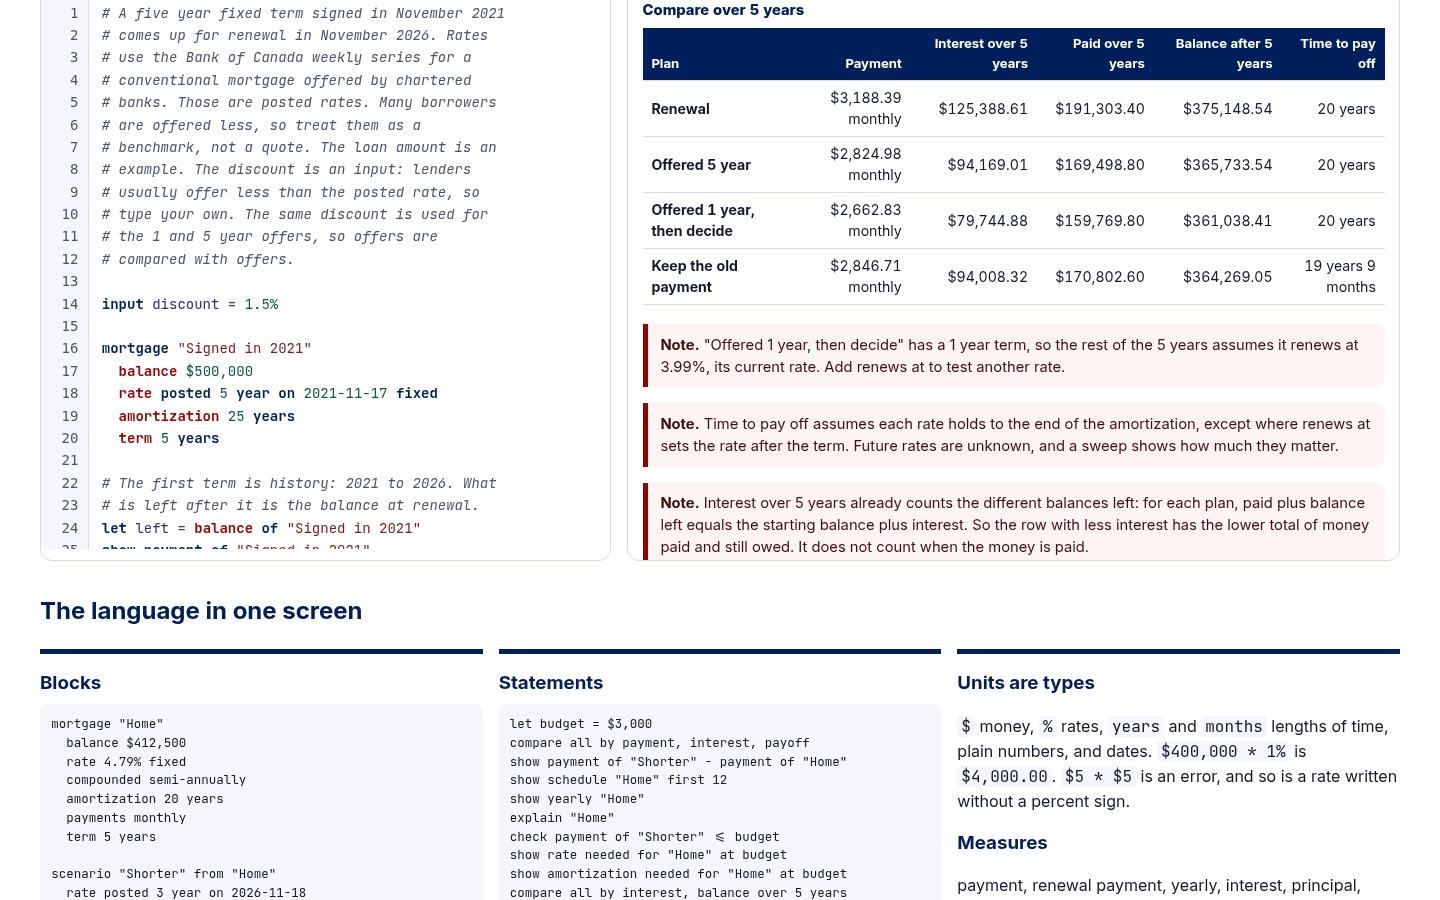 1 # A five year fixed term signed in November 2021
2 # comes up for renewal in November 2026. Rates
3 # use the Bank of Canada weekly series for a
4 # conventional mortgage offered by chartered
5 # banks. Those are posted rates. Many borrowers
6 # are offered less, so treat them as a
7 # benchmark, not a quote. The loan amount is an
8 # example. The discount is an input: lenders
9 # usually offer less than the posted rate, so
10 # type your own. The same discount is used for
11 # the 1 and 5 year offers, so offers are
12 # compared with offers.
13
14 input discount = 1.5%
15
16 mortgage "Signed in 2021"
17 balance $500,000
18 rate posted 5 year on 2021-11-17 fixed
19 amortization 25 years
20 term 5 years
21
22 # The first term is history: 2021 to 2026. What
23 # is left after it is the balance at renewal.
24 let left = balance of "Signed in 2021"
25 show payment of "Signed in 2021"
Compare over 5 years
Plan Payment Interest over 5 years Paid over 5 years Balance after 5 years Time to pay off
Renewal $3,188.39 monthly $125,388.61 $191,303.40 $375,148.54 20 years
Offered 5 year $2,824.98 monthly $94,169.01 $169,498.80 $365,733.54 20 years
Offered 1 year, then decide $2,662.83 monthly $79,744.88 $159,769.80 $361,038.41 20 years
Keep the old payment $2,846.71 monthly $94,008.32 $170,802.60 $364,269.05 19 years 9 months
Note. "Offered 1 year, then decide" has a 1 year term, so the rest of the 5 years assumes it renews at
3.99%, its current rate. Add renews at to test another rate.
Note. Time to pay off assumes each rate holds to the end of the amortization, except where renews at
sets the rate after the term. Future rates are unknown, and a sweep shows how much they matter.
Note. Interest over 5 years already counts the different balances left: for each plan, paid plus balance
left equals the starting balance plus interest. So the row with less interest has the lower total of money
paid and still owed. It does not count when the money is paid.
The language in one screen
Blocks
mortgage "Home"
balance $412,500
rate 4.79% fixed
compounded semi-annually
amortization 20 years
payments monthly
term 5 years
scenario "Shorter" from "Home"
rate posted 3 year on 2026-11-18
Statements
let budget = $3,000
compare all by payment, interest, payoff
show payment of "Shorter" - payment of "Home"
show schedule "Home" first 12
show yearly "Home"
explain "Home"
check payment of "Shorter" ⩽ budget
show rate needed for "Home" at budget
show amortization needed for "Home" at budget
compare all by interest, balance over 5 years
Units are types
$ money, % rates, years and months lengths of time,
plain numbers, and dates. $400,000 * 1% is
$4,000.00. $5 * $5 is an error, and so is a rate written
without a percent sign.
Measures
payment, renewal payment, yearly, interest, principal,